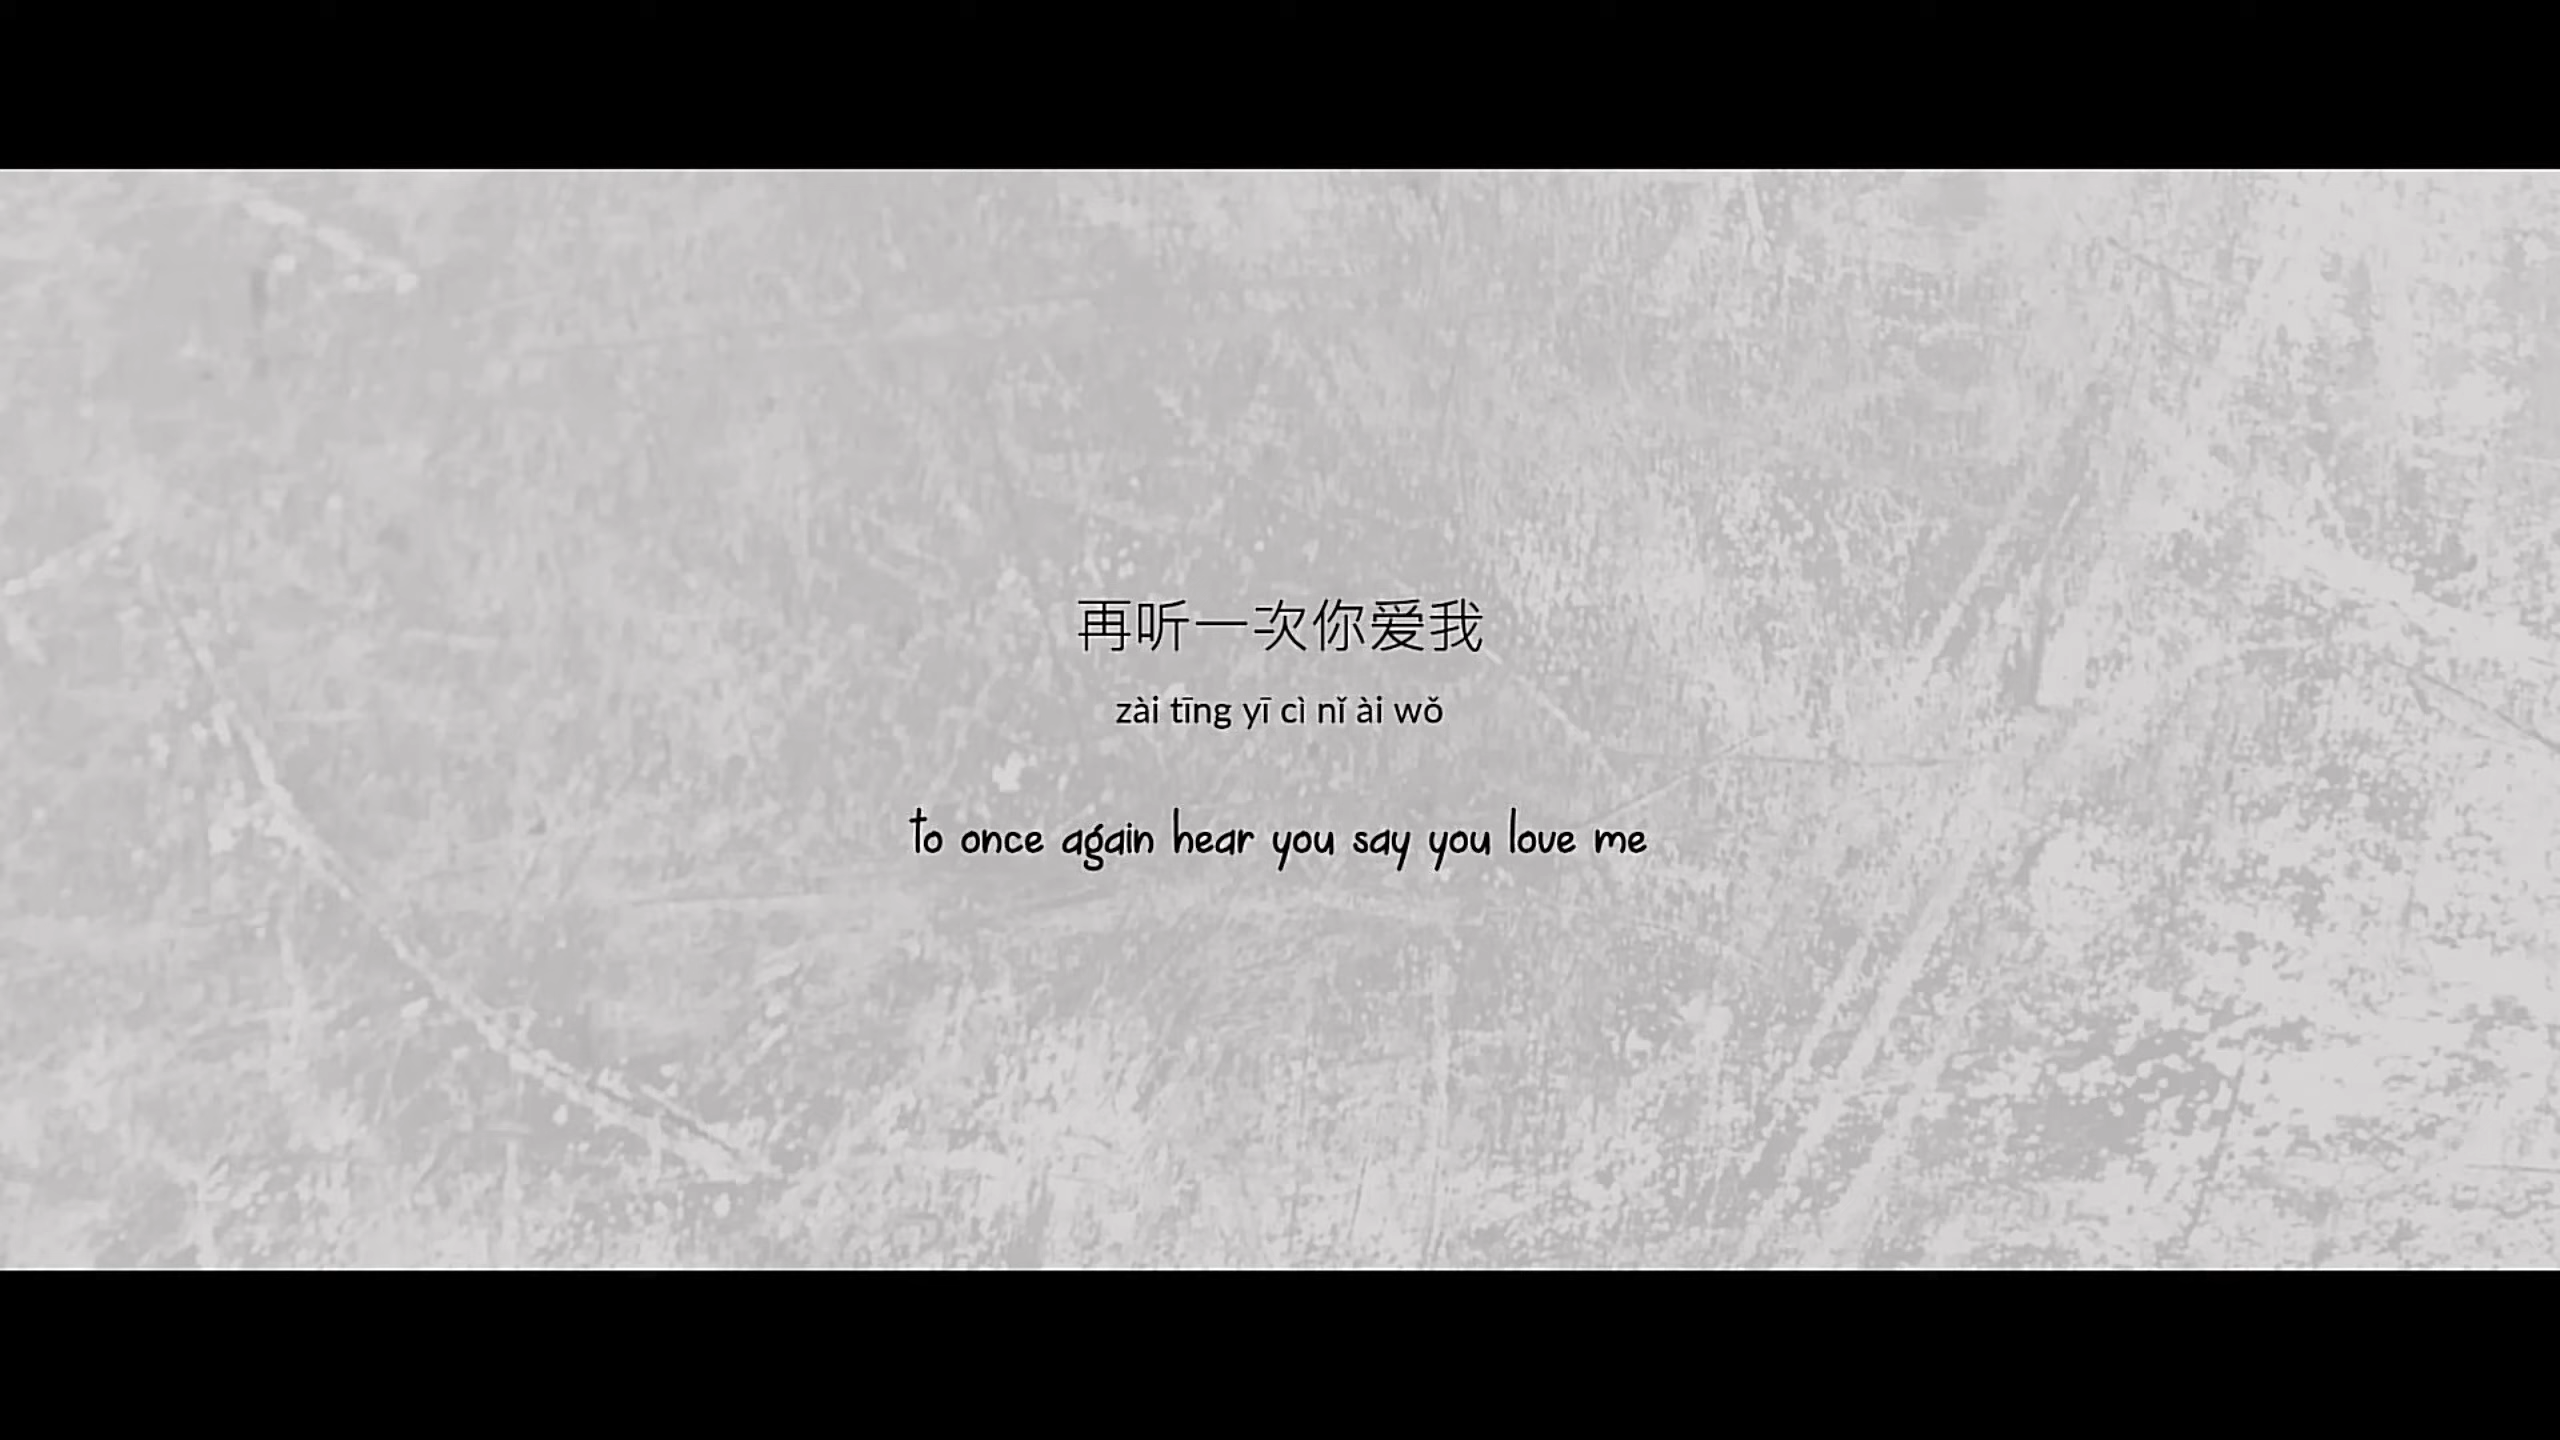 再听一次你爱我
zài tīng yī cì nǐ ài wǒ
to once again hear you say you love me